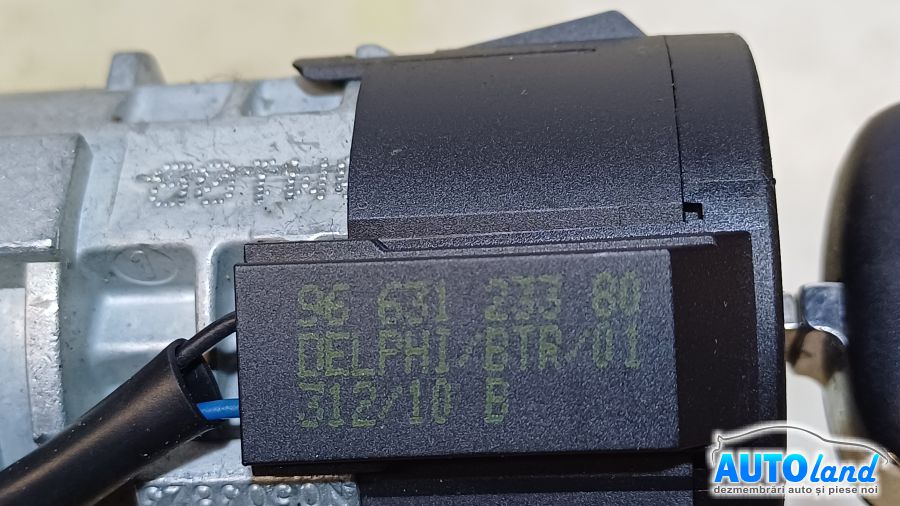 96 631 233 80
DELPHI/BTR/01
312/10 B
AUTOland
dezmembrări auto și piese noi